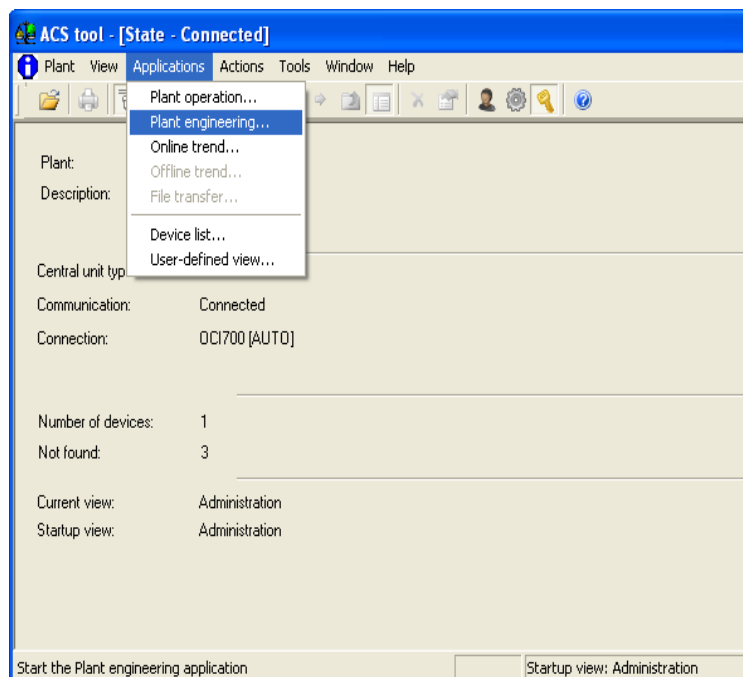 ACS tool - [State - Connected]
Plant View Applications Actions Tools Window Help
Plant operation...
Plant engineering...
Online trend...
Offline trend...
File transfer...
Device list...
User-defined view...
Plant:
Description:
Central unit typ
Communication: Connected
Connection: OCI700 [AUTO]
Number of devices: 1
Not found: 3
Current view: Administration
Startup view: Administration
Start the Plant engineering application Startup view: Administration